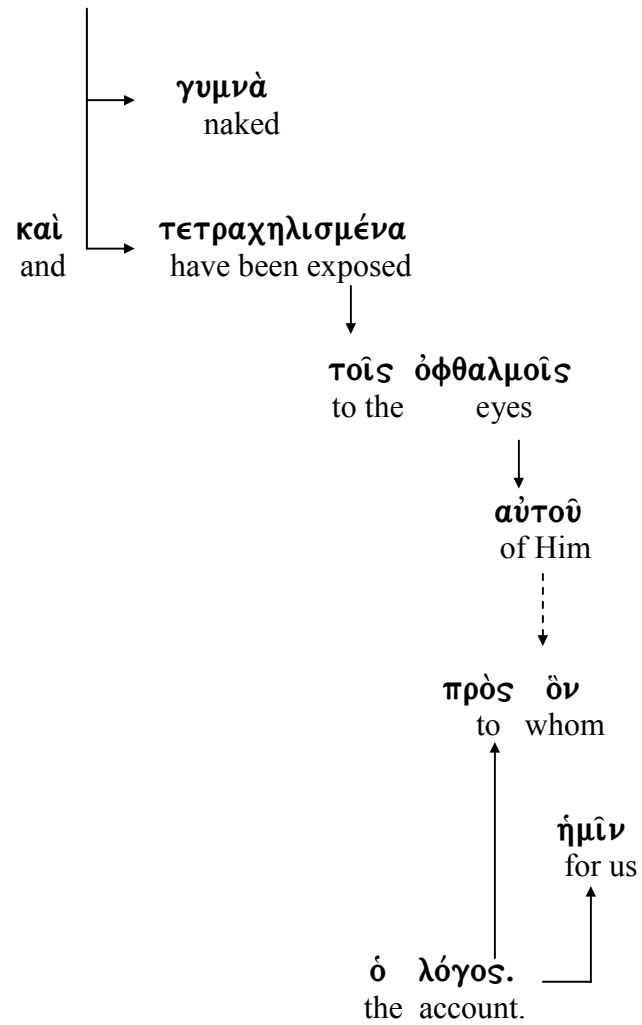 γυμνὰ
naked
καὶ τετραχηλισμένα
and have been exposed
τοῖς ὀφθαλμοῖς
to the eyes
αὐτοῦ
of Him
πρὸς ὃν
to whom
ἡμῖν
for us
ὁ λόγος.
the account.